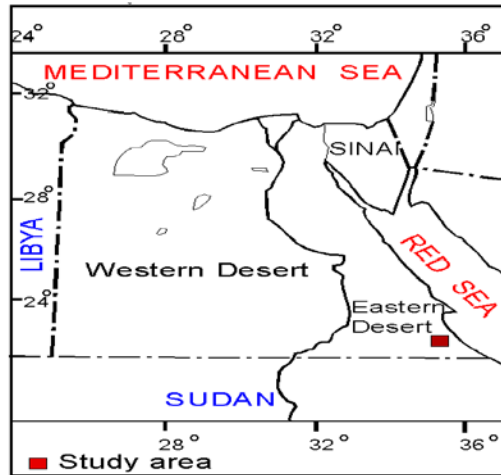 24° 28° 32° 36°
MEDITERRANEAN SEA
32°
SINAI
28°
LIBYA
RED SEA
Western Desert
24°
Eastern
Desert
SUDAN
28° 32° 36°
Study area